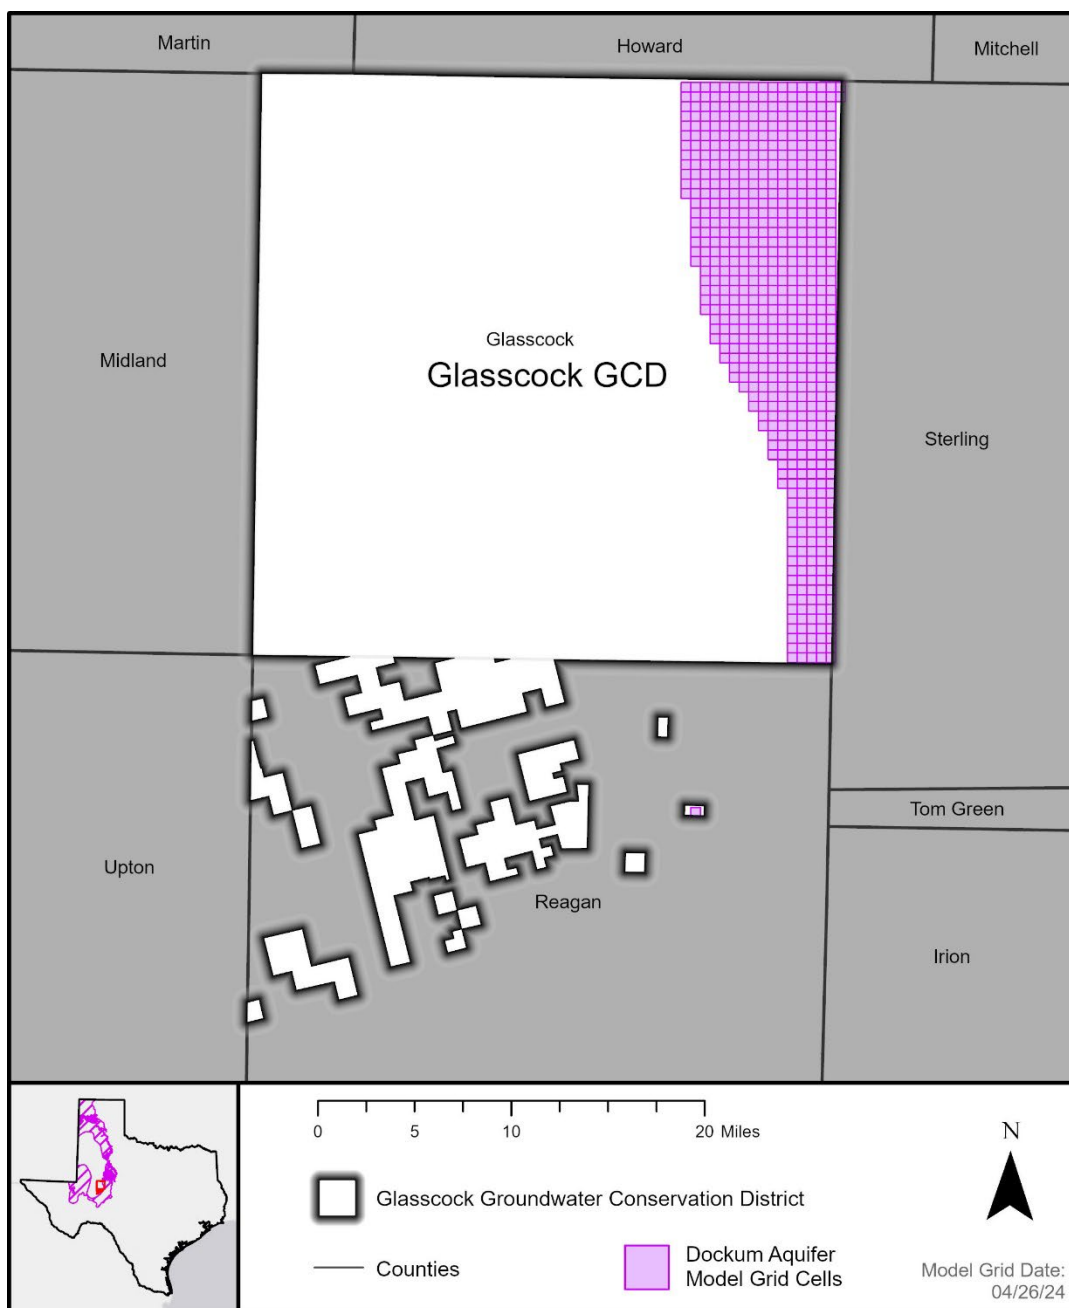 Martin
Howard
Mitchell
Glasscock
Glasscock GCD
Midland
Sterling
Tom Green
Upton
Reagan
Irion
0 5 10 20 Miles
N
Glasscock Groundwater Conservation District
Counties
Dockum Aquifer
Model Grid Cells
Model Grid Date:
04/26/24